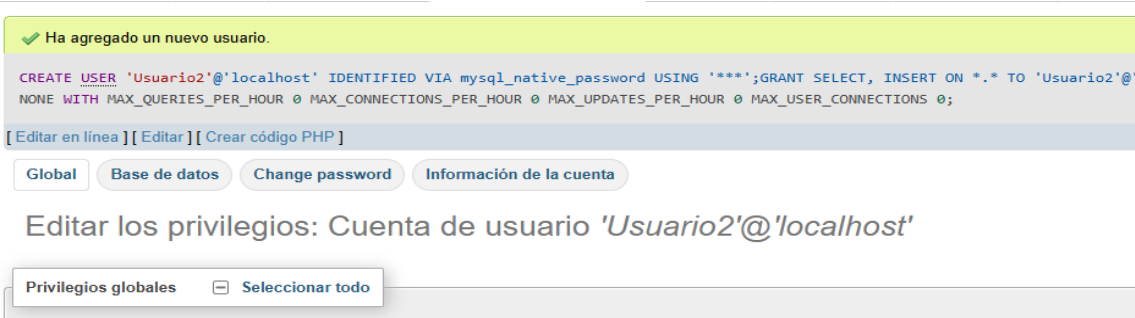 Ha agregado un nuevo usuario.
CREATE USER 'Usuario2'@'localhost' IDENTIFIED VIA mysql_native_password USING '***';GRANT SELECT, INSERT ON *.* TO 'Usuario2'@'
NONE WITH MAX_QUERIES_PER_HOUR 0 MAX_CONNECTIONS_PER_HOUR 0 MAX_UPDATES_PER_HOUR 0 MAX_USER_CONNECTIONS 0;
[ Editar en línea ] [ Editar ] [ Crear código PHP ]
Global Base de datos Change password Información de la cuenta
Editar los privilegios: Cuenta de usuario 'Usuario2'@'localhost'
Privilegios globales Seleccionar todo